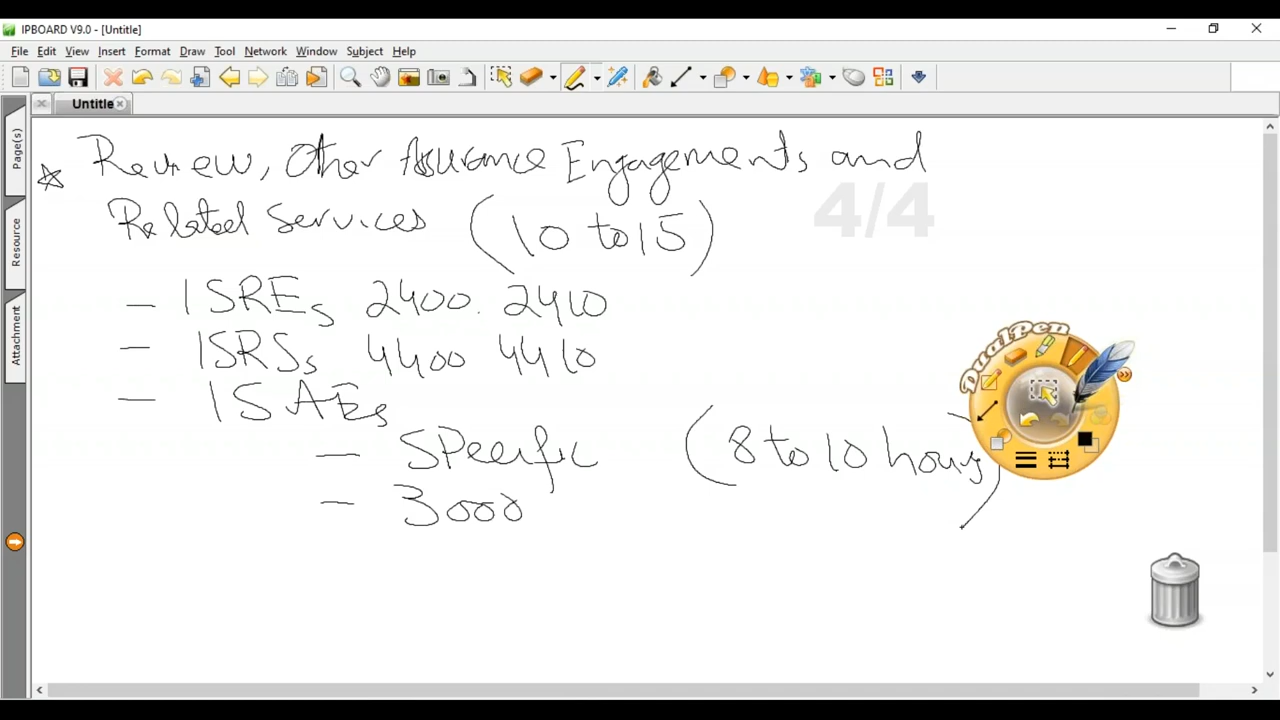 IPBOARD V9.0 - [Untitle]
File Edit View Insert Format Draw Tool Network Window Subject Help
Untitle
Page(s)
Resource
Attachment
Review, Other Assurance Engagements and
Related Services (10 to 15)
4/4
- ISREs 2400. 2410
- ISRSs 4400 4410
- ISAEs
- Specific (8 to 10 hours)
- 3000
DualPen